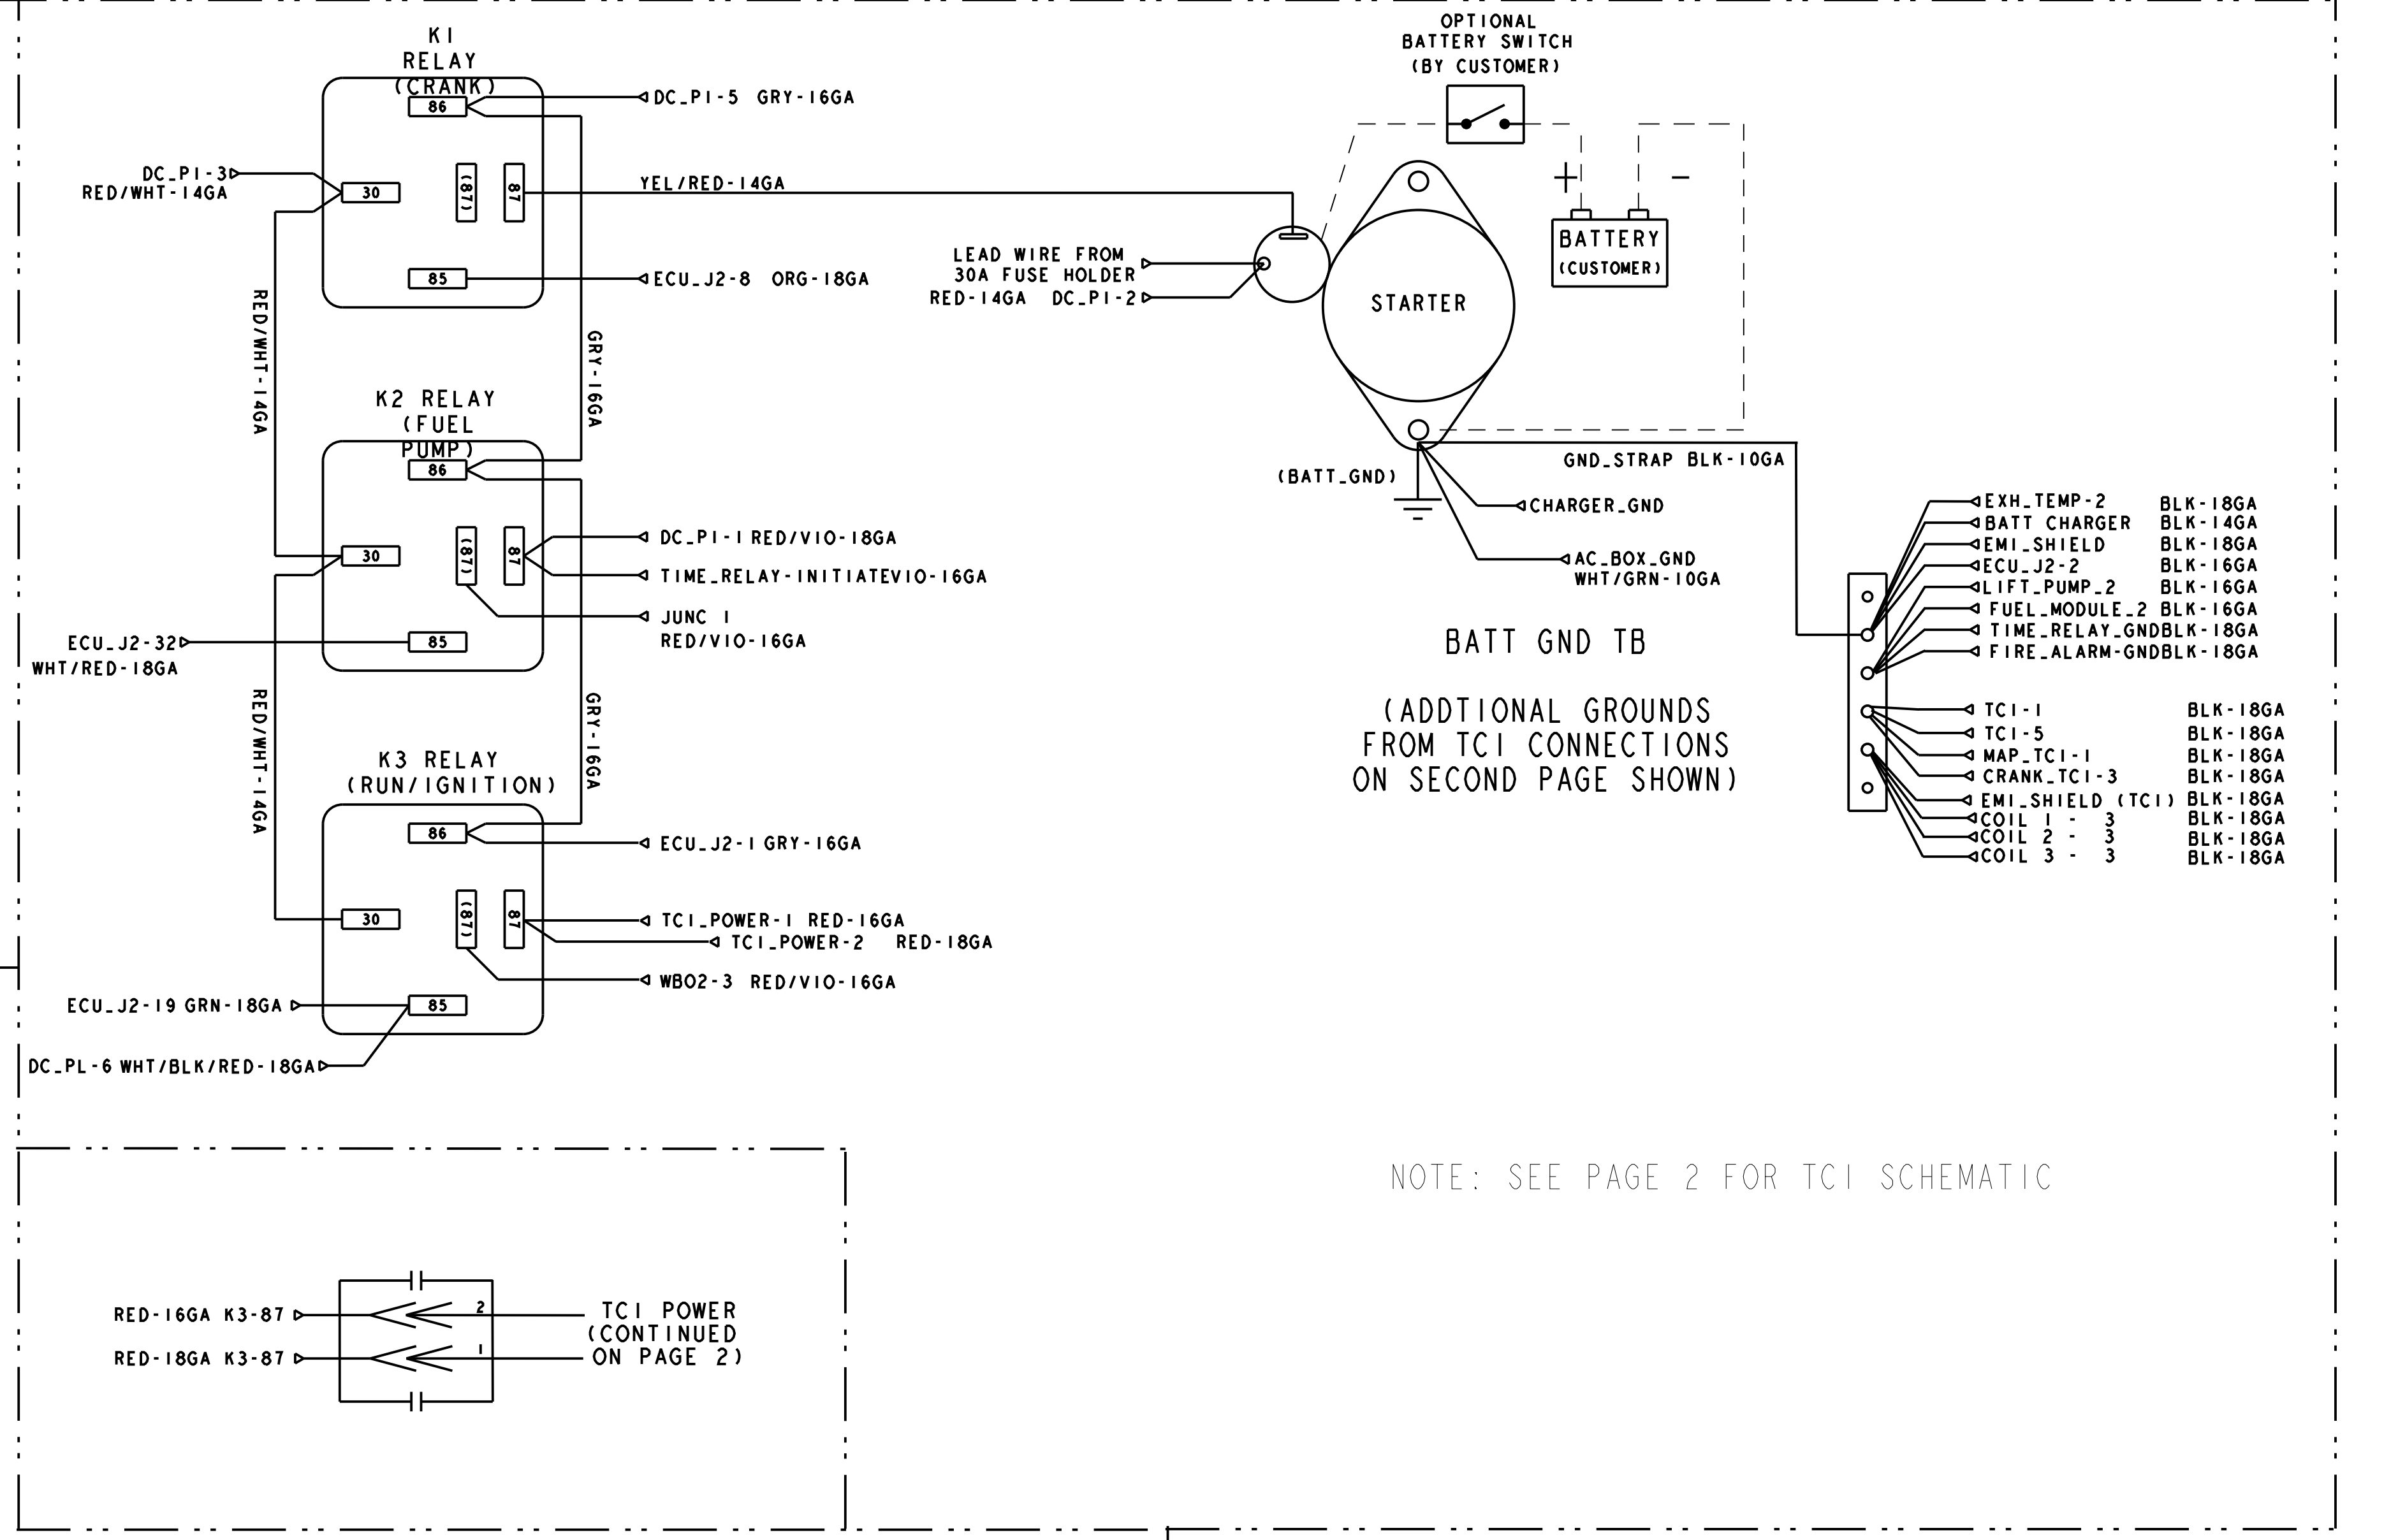 K1
RELAY
(CRANK)
86
DC_P1-5 GRY-16GA
DC_P1-3
RED/WHT-14GA
30
(87)
87
YEL/RED-14GA
85
ECU_J2-8 ORG-18GA
RED/WHT-14GA
GRY-16GA
K2 RELAY
(FUEL
PUMP)
86
30
(87)
87
DC_P1-1 RED/VIO-18GA
TIME_RELAY-INITIATEVIO-16GA
JUNC 1
RED/VIO-16GA
ECU_J2-32
WHT/RED-18GA
85
RED/WHT-14GA
GRY-16GA
K3 RELAY
(RUN/IGNITION)
86
ECU_J2-1 GRY-16GA
30
(87)
87
TCI_POWER-1 RED-16GA
TCI_POWER-2 RED-18GA
WBO2-3 RED/VIO-16GA
ECU_J2-19 GRN-18GA
85
DC_PL-6 WHT/BLK/RED-18GA
OPTIONAL
BATTERY SWITCH
(BY CUSTOMER)
+
-
BATTERY
(CUSTOMER)
LEAD WIRE FROM
30A FUSE HOLDER
RED-14GA DC_P1-2
STARTER
(BATT_GND)
GND_STRAP BLK-10GA
CHARGER_GND
AC_BOX_GND
WHT/GRN-10GA
BATT GND TB
(ADDTIONAL GROUNDS
FROM TCI CONNECTIONS
ON SECOND PAGE SHOWN)
EXH_TEMP-2 BLK-18GA
BATT CHARGER BLK-14GA
EMI_SHIELD BLK-18GA
ECU_J2-2 BLK-16GA
LIFT_PUMP_2 BLK-16GA
FUEL_MODULE_2 BLK-16GA
TIME_RELAY_GNDBLK-18GA
FIRE_ALARM-GNDBLK-18GA
TCI-1 BLK-18GA
TCI-5 BLK-18GA
MAP_TCI-1 BLK-18GA
CRANK_TCI-3 BLK-18GA
EMI_SHIELD (TCI) BLK-18GA
COIL 1 - 3 BLK-18GA
COIL 2 - 3 BLK-18GA
COIL 3 - 3 BLK-18GA
NOTE: SEE PAGE 2 FOR TCI SCHEMATIC
RED-16GA K3-87
2
RED-18GA K3-87
1
TCI POWER
(CONTINUED
ON PAGE 2)